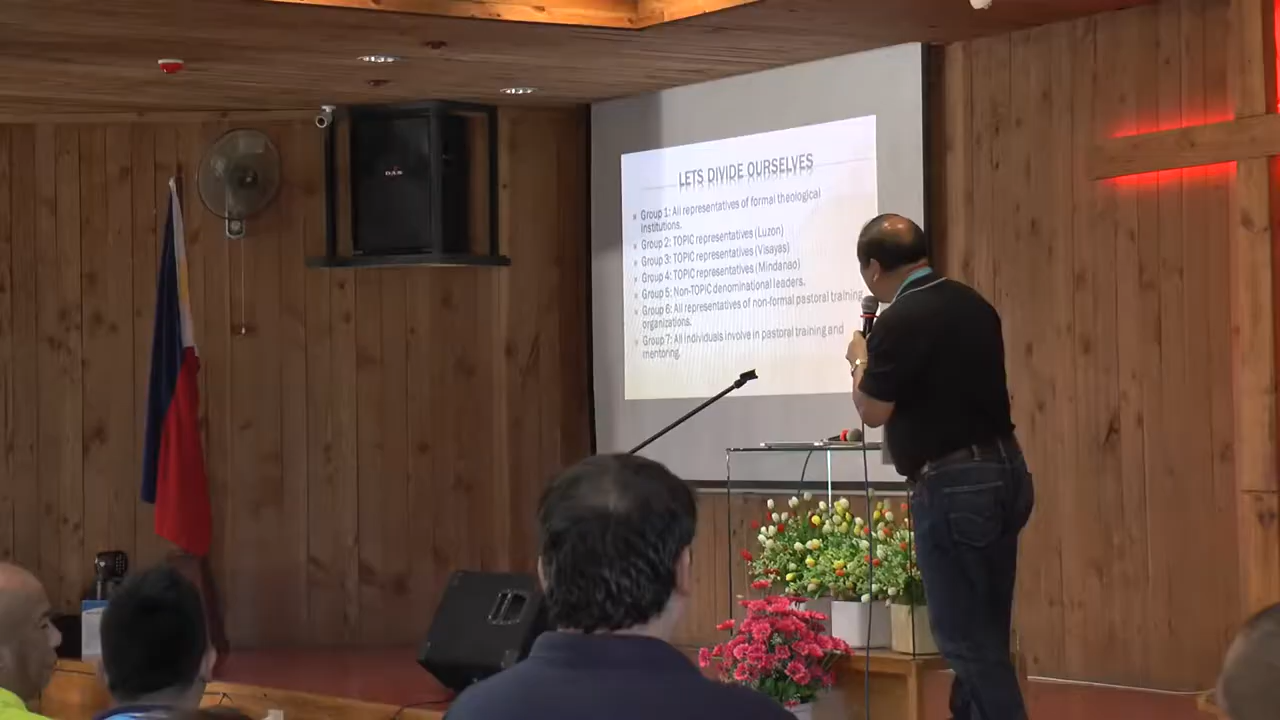 LETS DIVIDE OURSELVES
Group 1: All representatives of formal theological
institutions.
Group 2: TOPIC representatives (Luzon)
Group 3: TOPIC representatives (Visayas)
Group 4: TOPIC representatives (Mindanao)
Group 5: Non-TOPIC denominational leaders.
Group 6: All representatives of non-formal pastoral training
organizations.
Group 7: All individuals involve in pastoral training and
mentoring.